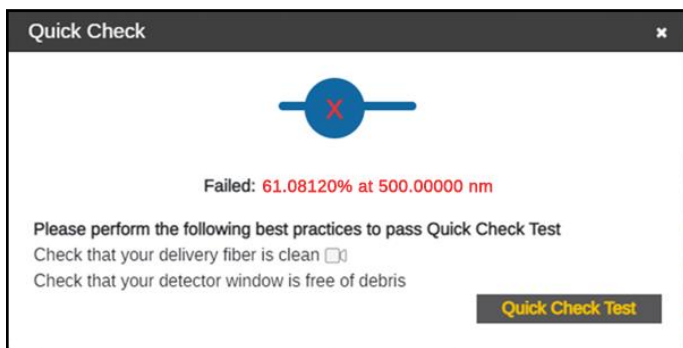 Quick Check
x
X
Failed: 61.08120% at 500.00000 nm
Please perform the following best practices to pass Quick Check Test
Check that your delivery fiber is clean
Check that your detector window is free of debris
Quick Check Test